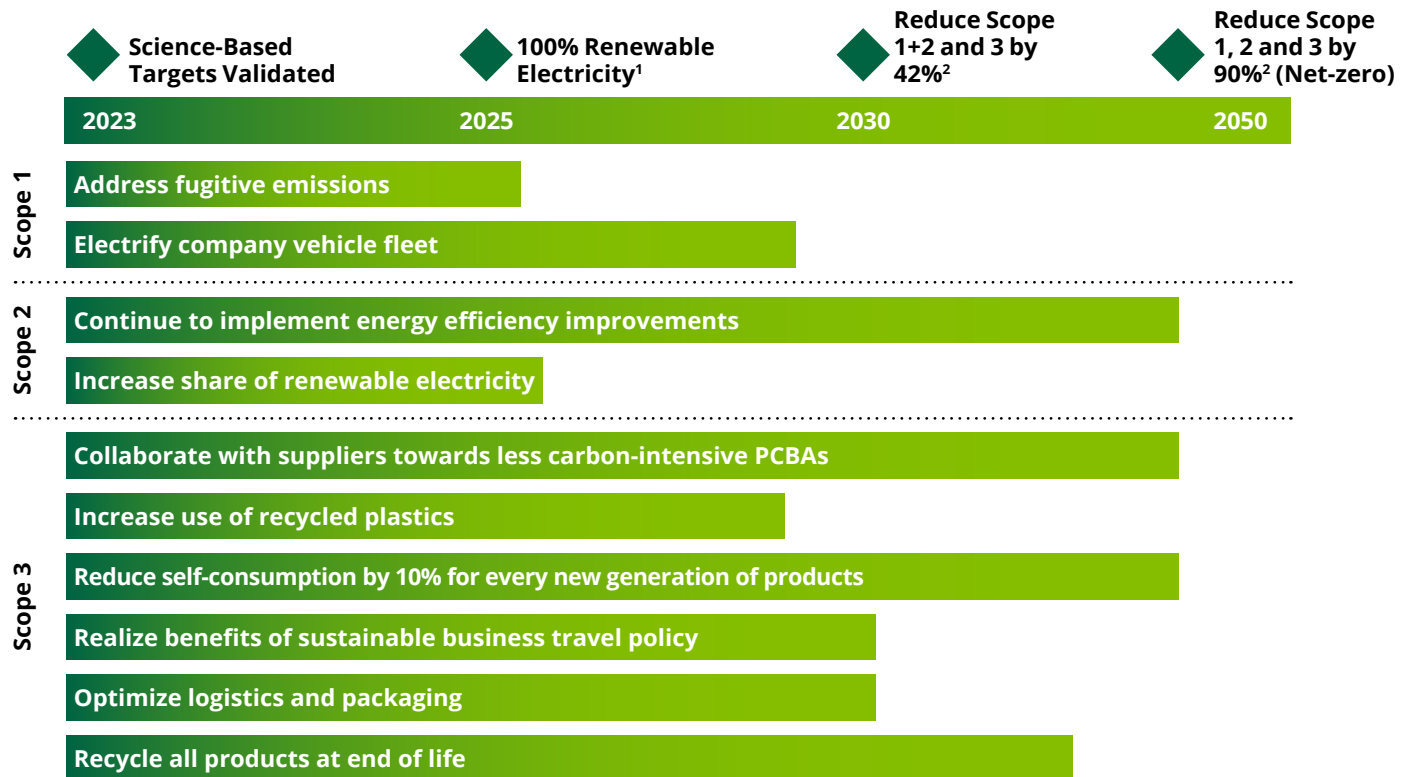 Science-Based
Targets Validated
100% Renewable
Electricity¹
Reduce Scope
1+2 and 3 by
42%²
Reduce Scope
1, 2 and 3 by
90%² (Net-zero)
2023
2025
2030
2050
Scope 1
Address fugitive emissions
Electrify company vehicle fleet
Scope 2
Continue to implement energy efficiency improvements
Increase share of renewable electricity
Scope 3
Collaborate with suppliers towards less carbon-intensive PCBAs
Increase use of recycled plastics
Reduce self-consumption by 10% for every new generation of products
Realize benefits of sustainable business travel policy
Optimize logistics and packaging
Recycle all products at end of life